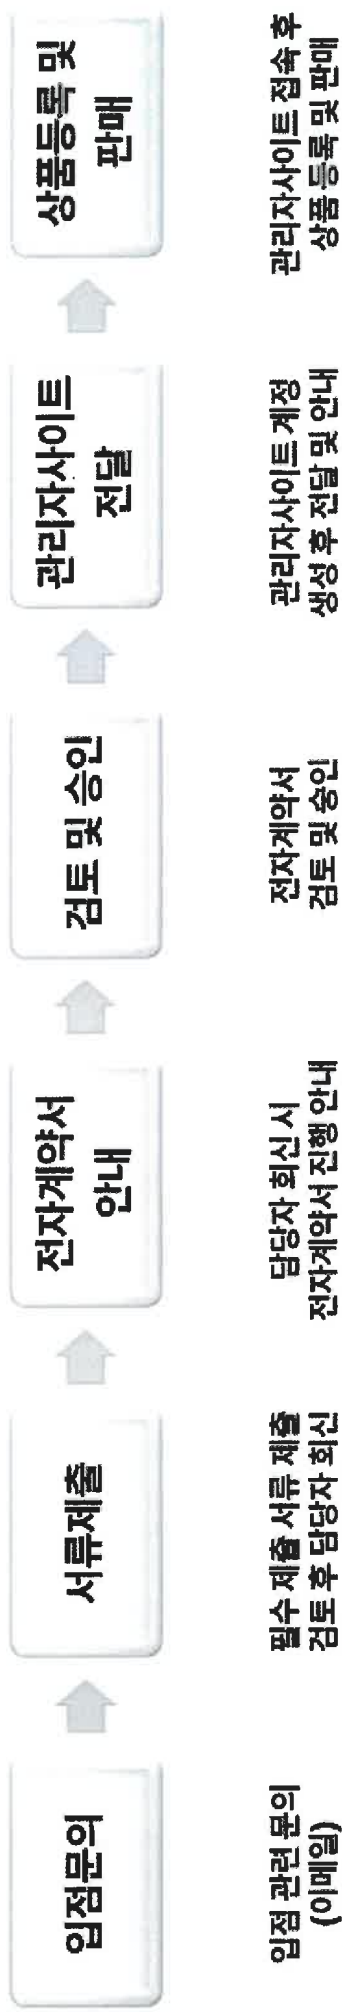 입점문의
입점 관련 문의
(이메일)
서류제출
필수 제출 서류 제출
검토 후 담당자 회신
전자계약서
안내
담당자 회신 시
전자계약서 진행 안내
검토 및 승인
전자계약서
검토 및 승인
관리자사이트
전달
관리자사이트 계정
생성 후 전달 및 안내
상품등록 및
판매
관리자사이트 접속 후
상품 등록 및 판매